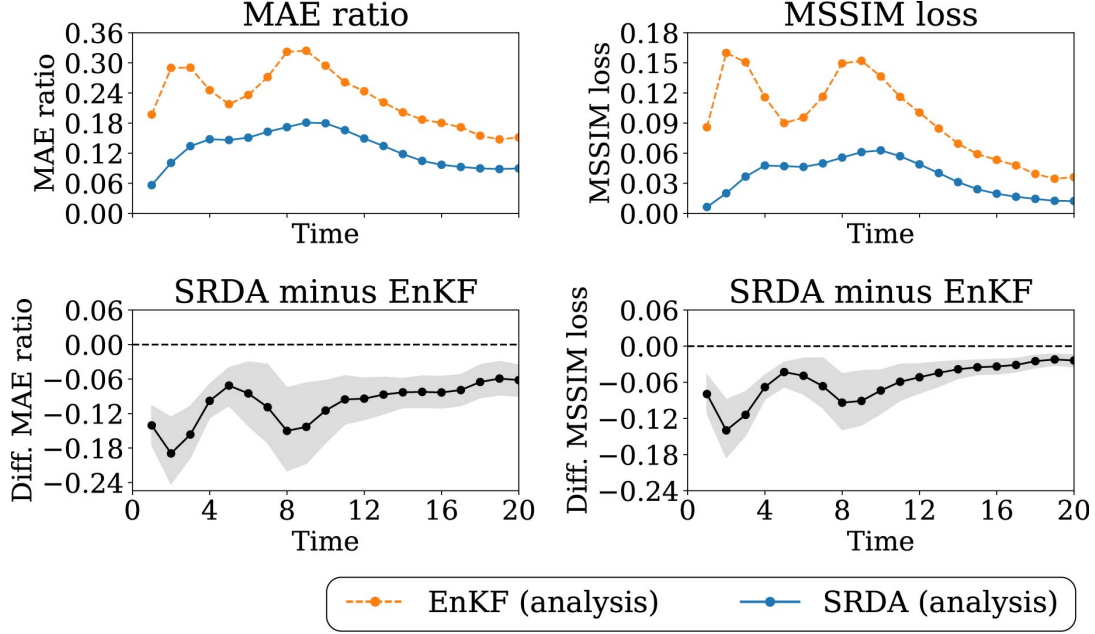 MAE ratio
MAE ratio
0.36
0.30
0.24
0.18
0.12
0.06
0.00
Time
MSSIM loss
MSSIM loss
0.18
0.15
0.12
0.09
0.06
0.03
0.00
Time
SRDA minus EnKF
Diff. MAE ratio
0.06
0.00
−0.06
−0.12
−0.18
−0.24
0 4 8 12 16 20
Time
SRDA minus EnKF
Diff. MSSIM loss
0.06
0.00
−0.06
−0.12
−0.18
−0.24
0 4 8 12 16 20
Time
EnKF (analysis) SRDA (analysis)